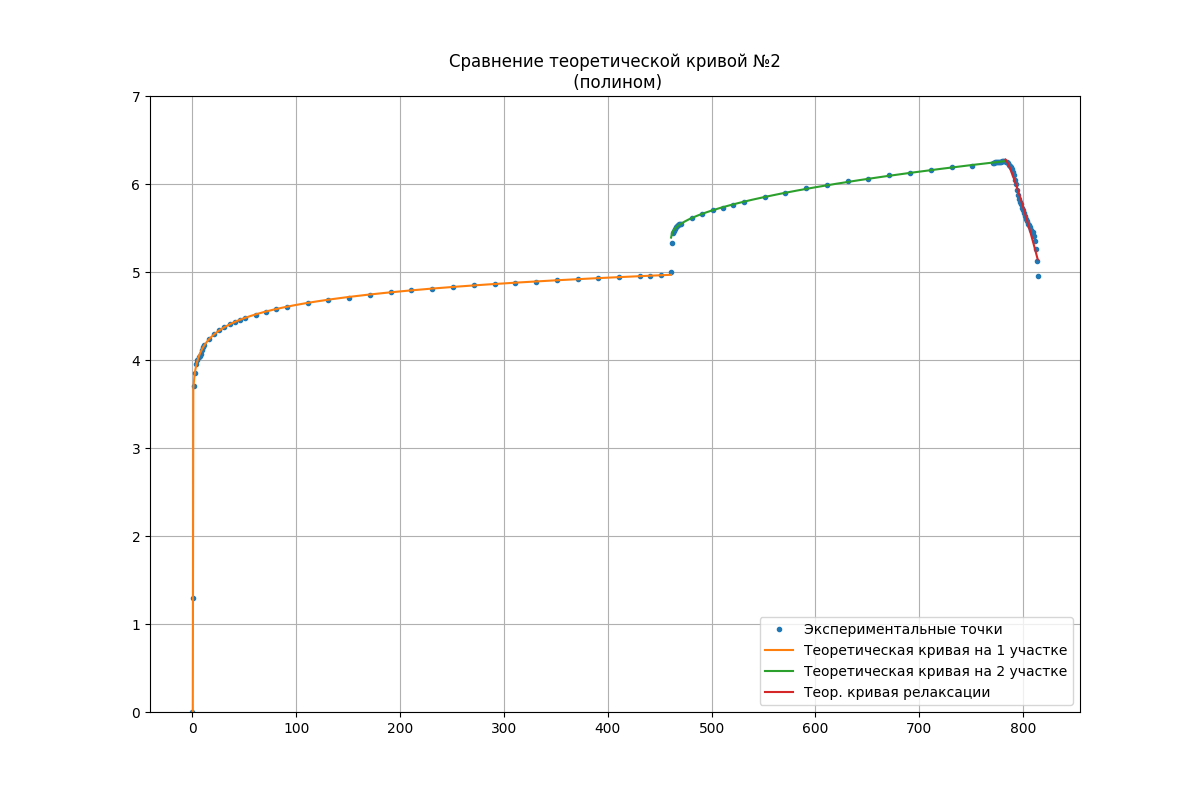 Сравнение теоретической кривой №2
(полином)
7
6
5
4
3
2
1
0
Экспериментальные точки
Теоретическая кривая на 1 участке
Теоретическая кривая на 2 участке
Теор. кривая релаксации
0 100 200 300 400 500 600 700 800